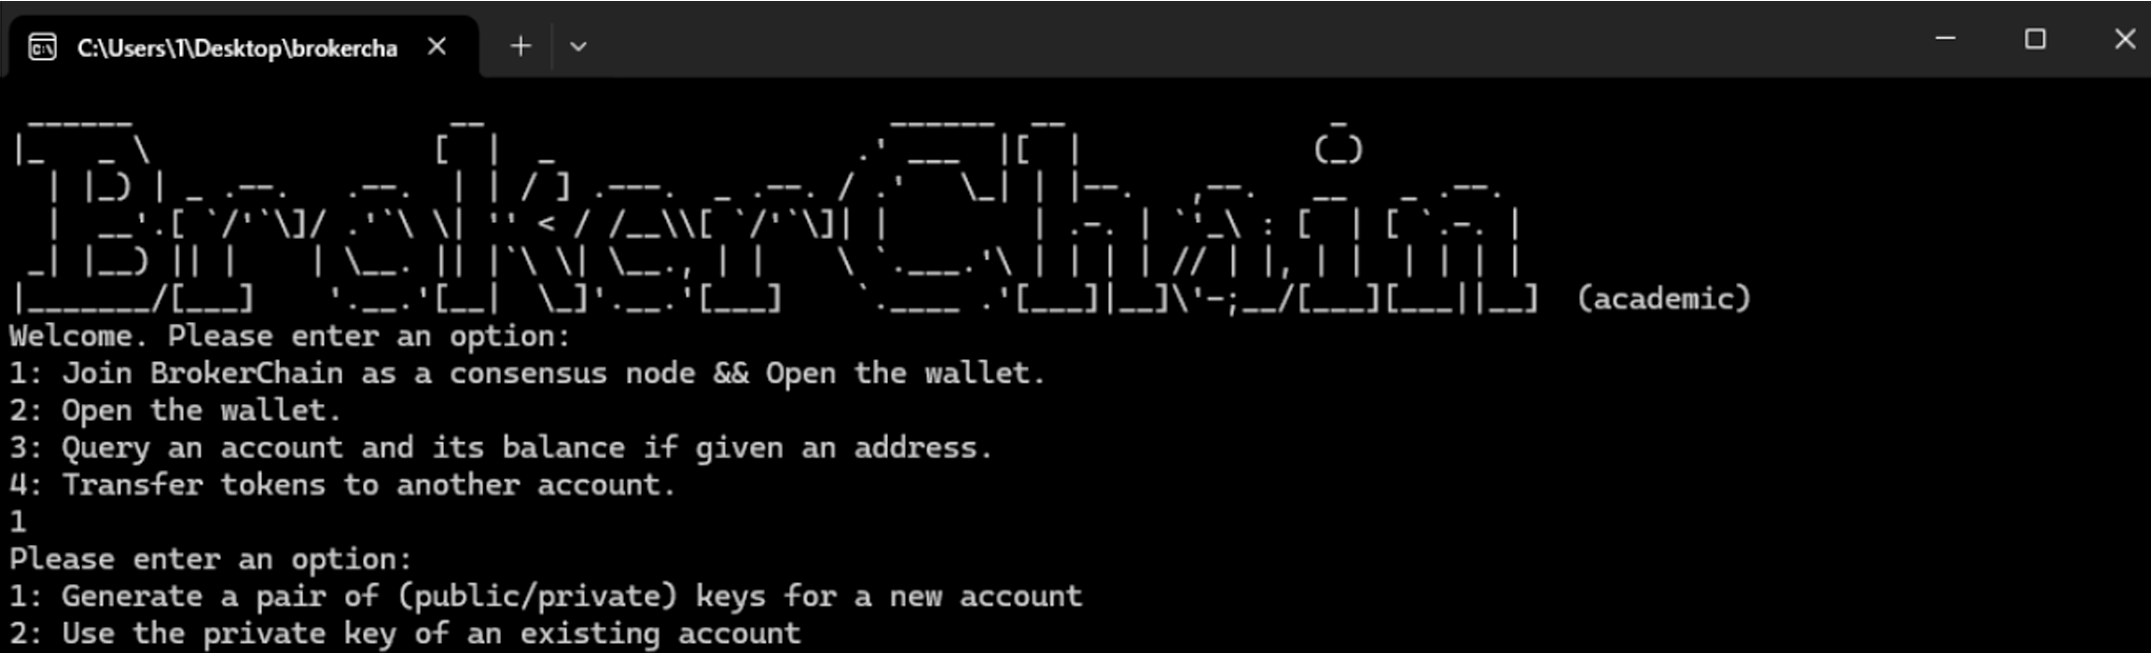 C:\Users\1\Desktop\brokercha
BrokerChain (academic)
Welcome. Please enter an option:
1: Join BrokerChain as a consensus node && Open the wallet.
2: Open the wallet.
3: Query an account and its balance if given an address.
4: Transfer tokens to another account.
1
Please enter an option:
1: Generate a pair of (public/private) keys for a new account
2: Use the private key of an existing account